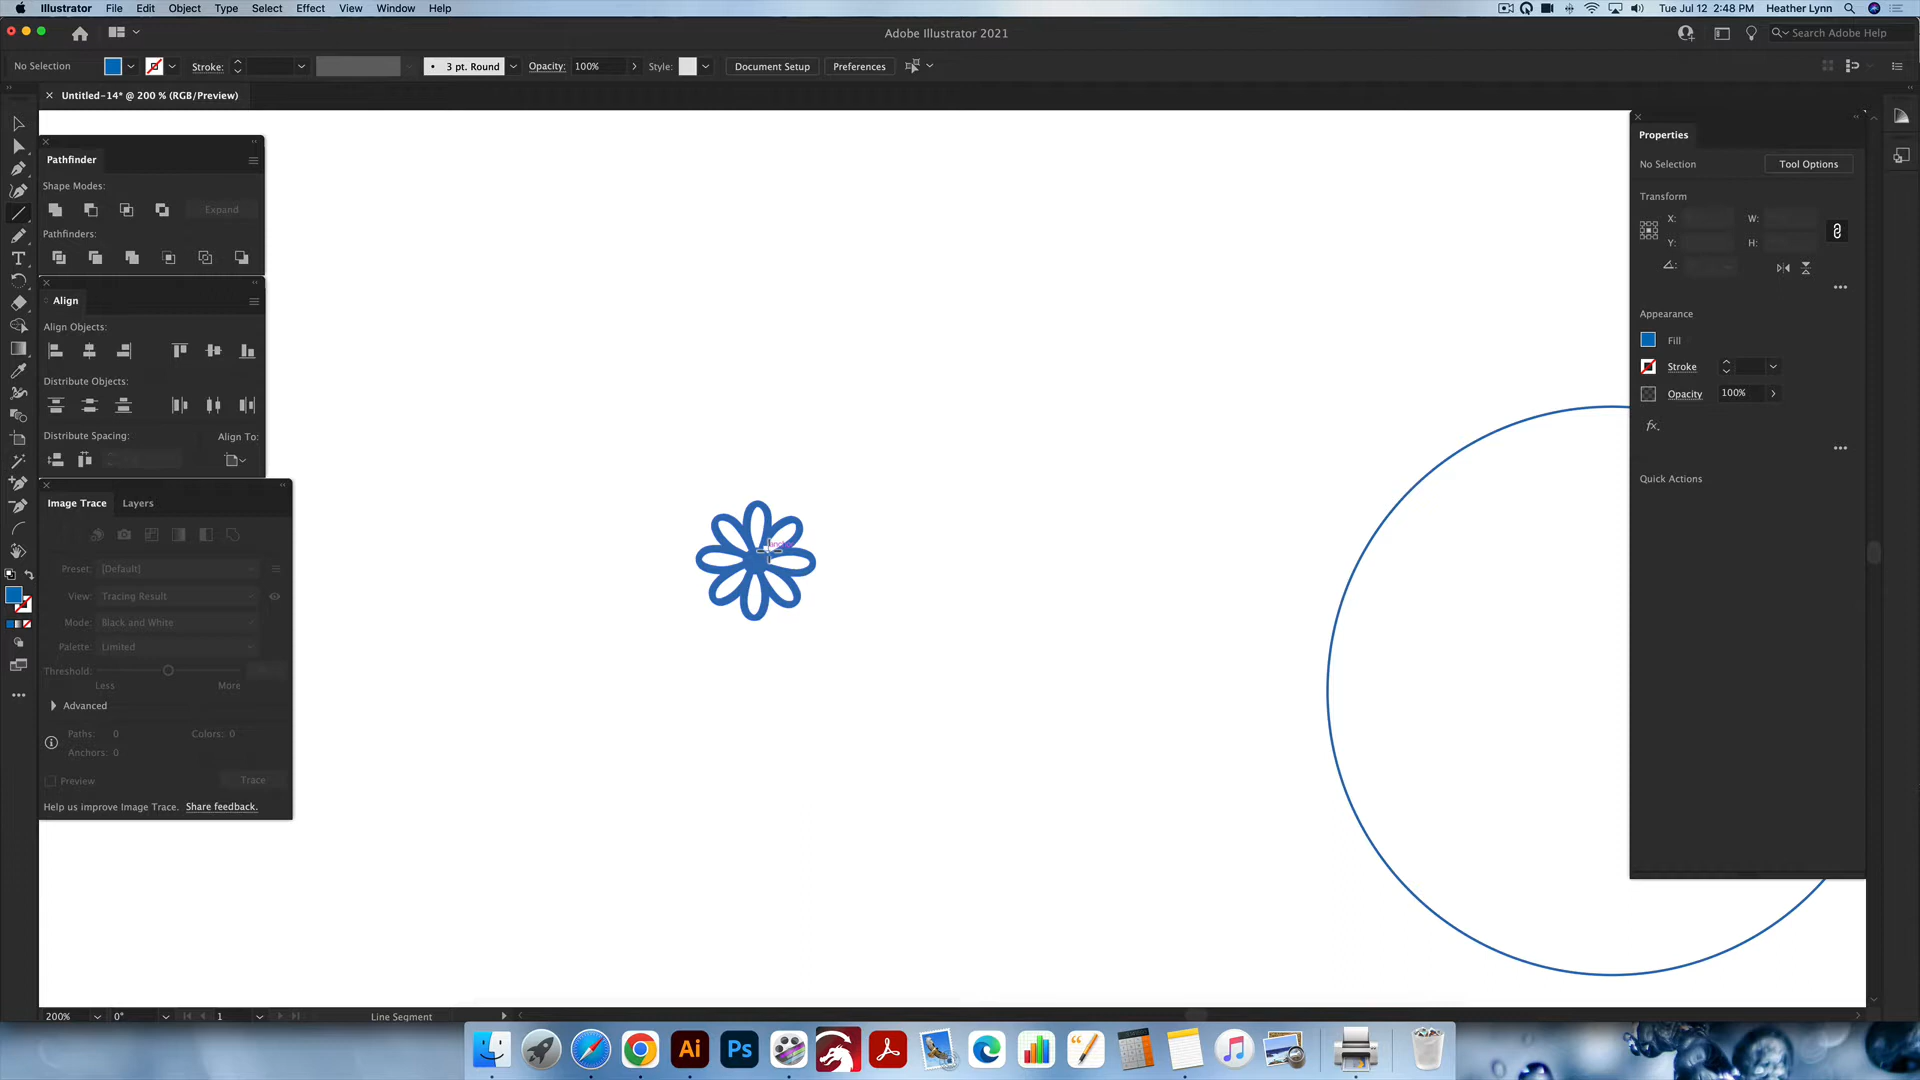 Illustrator File Edit Object Type Select Effect View Window Help
Tue Jul 12 2:48 PM Heather Lynn
Adobe Illustrator 2021
Search Adobe Help
No Selection
Stroke:
3 pt. Round
Opacity: 100%
Style:
Document Setup
Preferences
Untitled-14* @ 200 % (RGB/Preview)
Pathfinder
Shape Modes:
Expand
Pathfinders:
Align
Align Objects:
Distribute Objects:
Distribute Spacing:
Align To:
Image Trace Layers
Preset: [Default]
View: Tracing Result
Mode: Black and White
Palette: Limited
Threshold:
Less More
Advanced
Paths: 0 Colors: 0
Anchors: 0
Preview
Trace
Help us improve Image Trace. Share feedback.
Properties
No Selection
Tool Options
Transform
X: W:
Y: H:
Appearance
Fill
Stroke
Opacity 100%
fx.
Quick Actions
200% 0° 1 Line Segment
Ai Ps